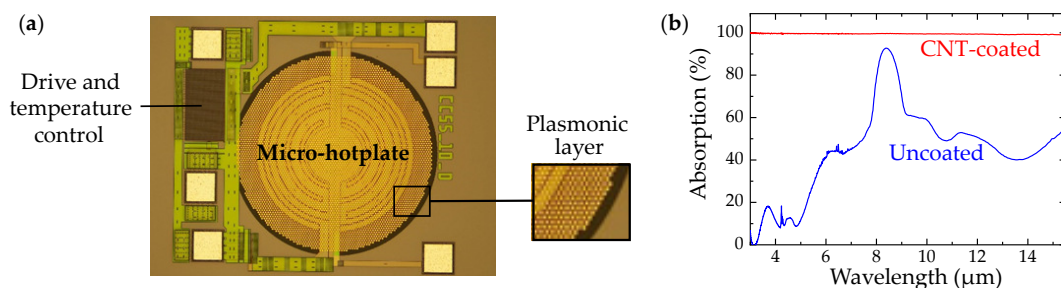 (a)
Drive and
temperature
control
Micro-hotplate
CCS5_10_0
Plasmonic
layer
(b)
Absorption (%)
100
80
60
40
20
0
CNT-coated
Uncoated
4 6 8 10 12 14
Wavelength (μm)